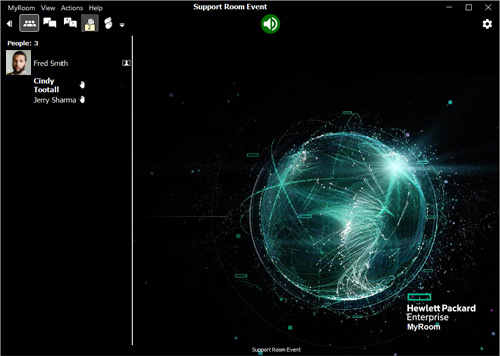 Support Room Event
MyRoom View Actions Help
2
People: 3
Fred Smith
Cindy
Tootall
Jerry Sharma
Hewlett Packard
Enterprise
MyRoom
Support Room Event